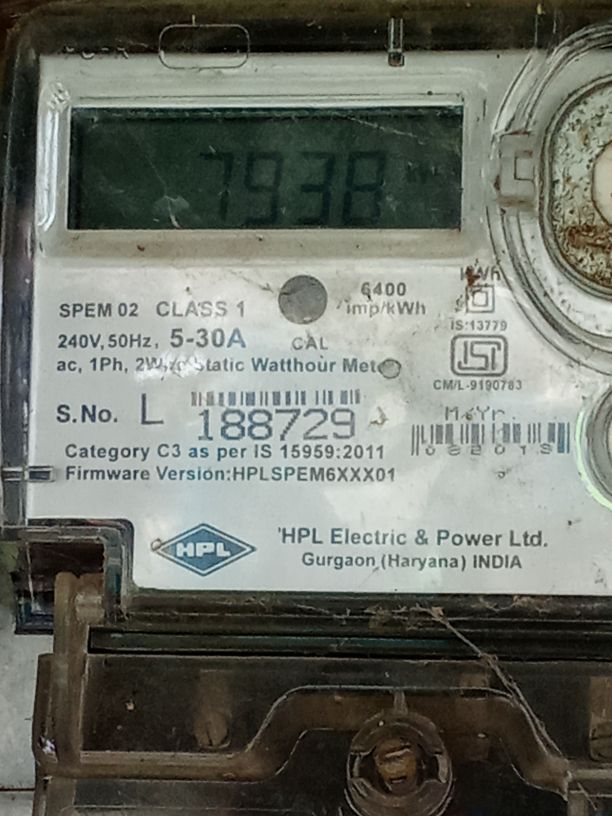 7938
SPEM 02 CLASS 1
6400
imp/kWh
kWh
240V, 50Hz, 5-30A
CAL
IS:13779
ac, 1Ph, Static Watthour Meter
CM/L-9190783
S.No. L 188729
M.Yr.
Category C3 as per IS 15959:2011
Firmware Version:HPLSPEM6XXX01
HPL
HPL Electric & Power Ltd.
Gurgaon (Haryana) INDIA